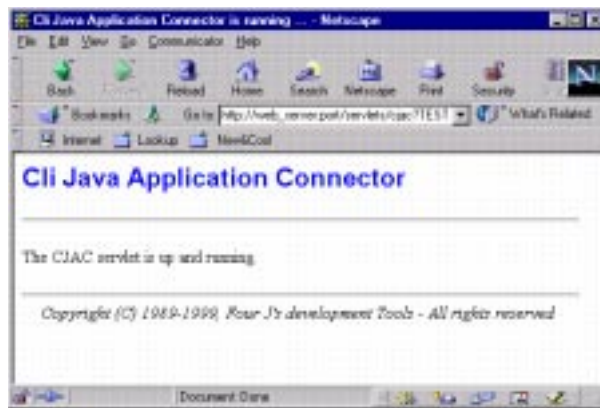 Cli Java Application Connector is running ... - Netscape
File Edit View Go Communicator Help
Back Reload Home Search Netscape Print Security
Bookmarks Go to http://web_server:port/servlets/cjac?TEST What's Related
Internet Lookup New&Cool
Cli Java Application Connector
The CJAC servlet is up and running
Copyright (C) 1989-1999, Four J's development Tools - All rights reserved
Document: Done